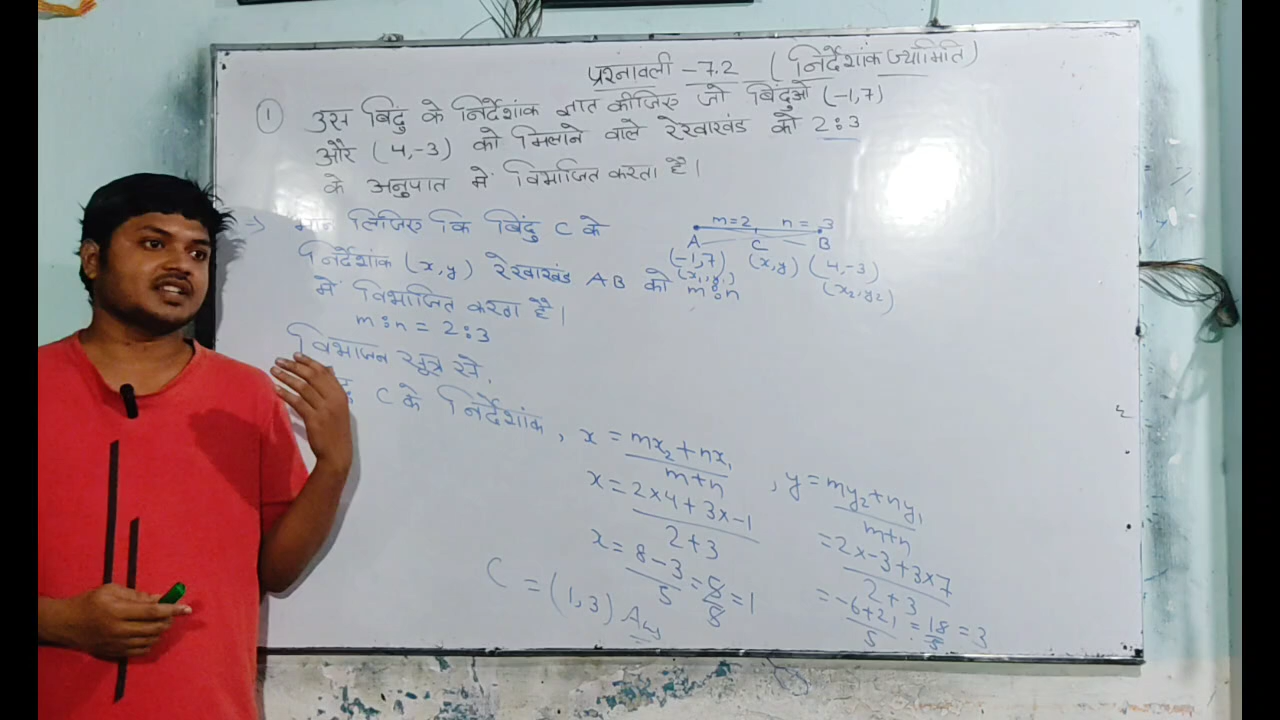 प्रश्नावली - 7.2 (निर्देशांक ज्यामिति)
① उस बिंदु के निर्देशांक ज्ञात कीजिए जो बिंदुओं (-1,7)
और (4,-3) को मिलाने वाले रेखाखंड को 2:3
के अनुपात में विभाजित करता है।
→ मान लिजिए कि बिंदु C के
निर्देशांक (x,y) रेखाखंड AB को m:n
में विभाजित करता है।
m:n = 2:3
m=2 n=3
A C B
(-1,7) (x,y) (4,-3)
(x₁,y₁) (x₂,y₂)
विभाजन सूत्र से,
C के निर्देशांक, x = mx₂+nx₁/m+n , y = my₂+ny₁/m+n
x = 2×4+3×-1/2+3 = 2×-3+3×7/2+3
x = 8-3/5 = 5/5 = 1 = -6+21/5 = 15/5 = 3
C = (1,3) Ans